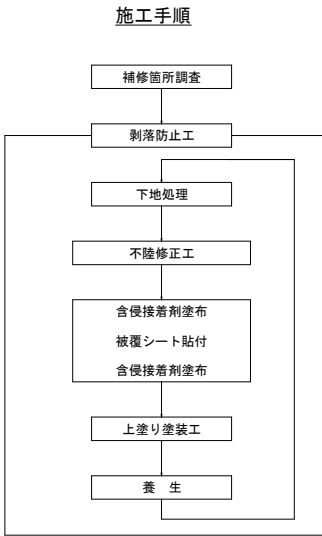 施工手順
補修箇所調査
剥落防止工
下地処理
不陸修正工
含侵接着剤塗布
被覆シート貼付
含侵接着剤塗布
上塗り塗装工
養　生